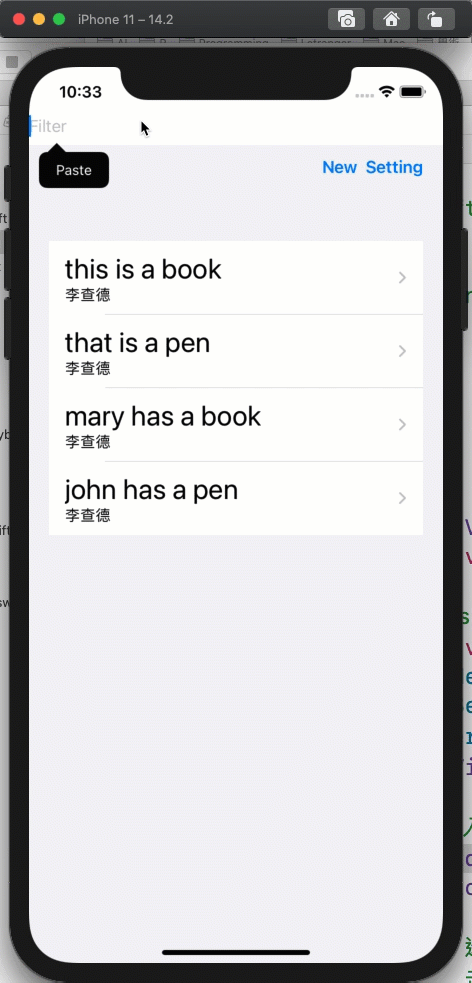 iPhone 11 – 14.2
10:33
Filter
Paste
New Setting
this is a book
李查德
that is a pen
李查德
mary has a book
李查德
john has a pen
李查德